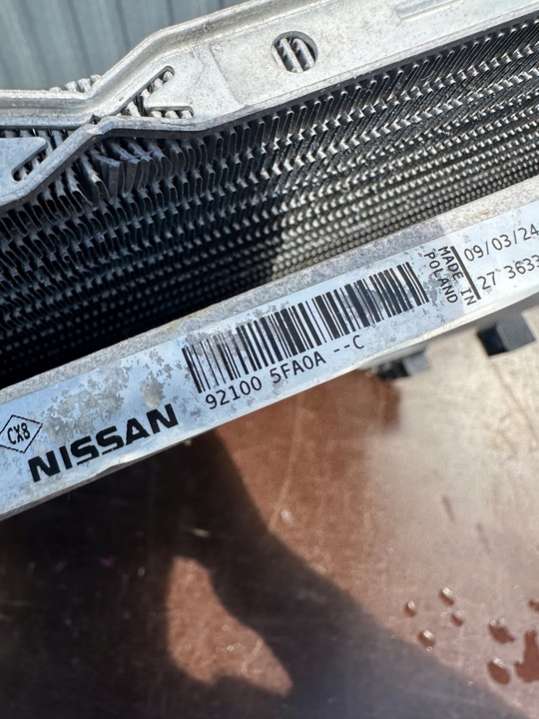 CX8
NISSAN
92100 5FA0A --C
MADE IN
POLAND
09/03/24
27 3633